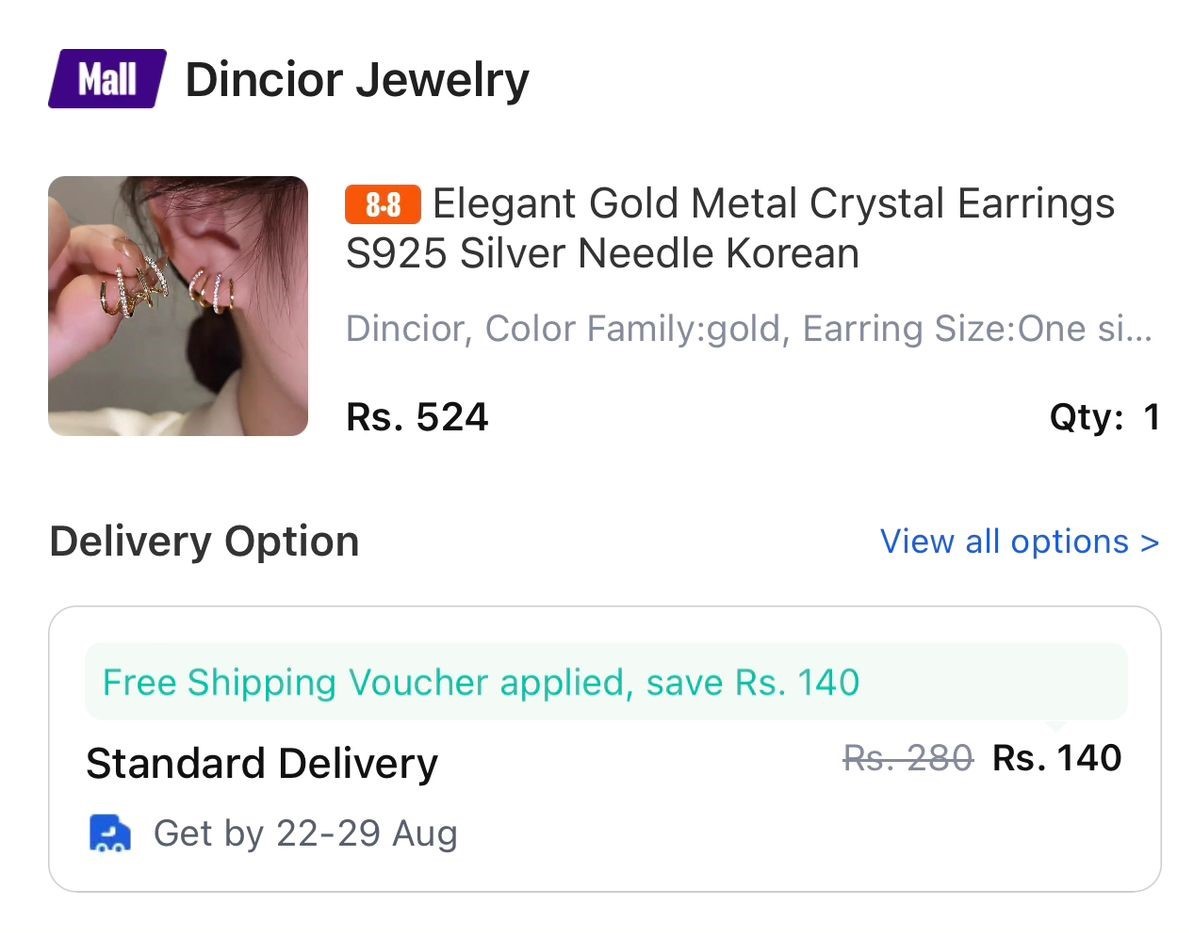 Mall Dincior Jewelry
8.8 Elegant Gold Metal Crystal Earrings
S925 Silver Needle Korean
Dincior, Color Family:gold, Earring Size:One si...
Rs. 524 Qty: 1
Delivery Option View all options >
Free Shipping Voucher applied, save Rs. 140
Standard Delivery Rs. 280 Rs. 140
Get by 22-29 Aug